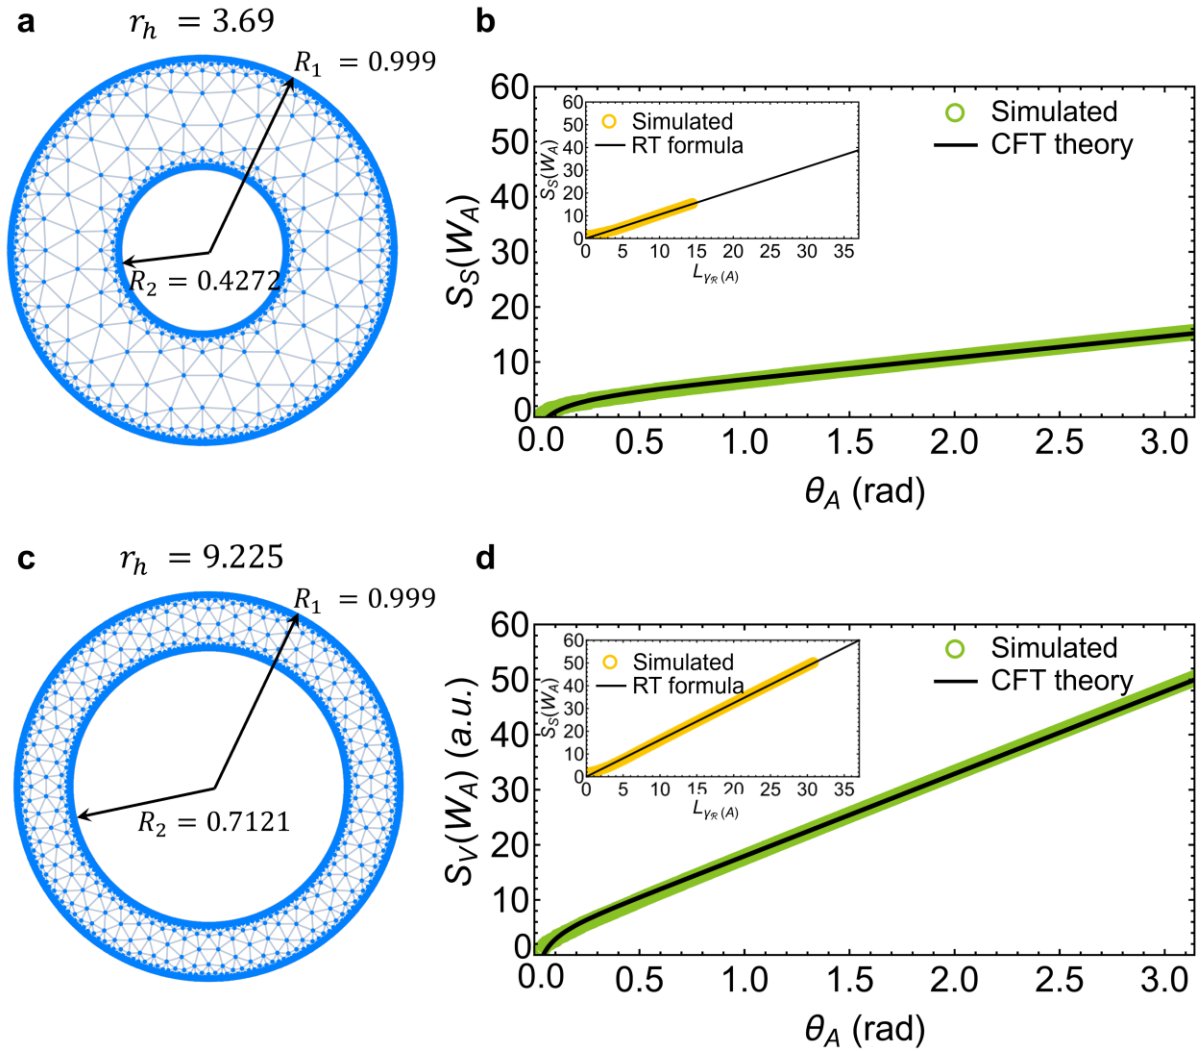 a
r_h = 3.69
R_1 = 0.999
R_2 = 0.4272
b
60
50
40
30
20
10
0
S_S(W_A)
0.0 0.5 1.0 1.5 2.0 2.5 3.0
θ_A (rad)
Simulated
CFT theory
60
50
40
30
20
10
0
S_S(W_A)
Simulated
RT formula
0 5 10 15 20 25 30 35
L_{γ_ℛ(A)}
c
r_h = 9.225
R_1 = 0.999
R_2 = 0.7121
d
60
50
40
30
20
10
0
S_V(W_A) (a.u.)
0.0 0.5 1.0 1.5 2.0 2.5 3.0
θ_A (rad)
Simulated
CFT theory
60
50
40
30
20
10
0
S_S(W_A)
Simulated
RT formula
0 5 10 15 20 25 30 35
L_{γ_ℛ(A)}